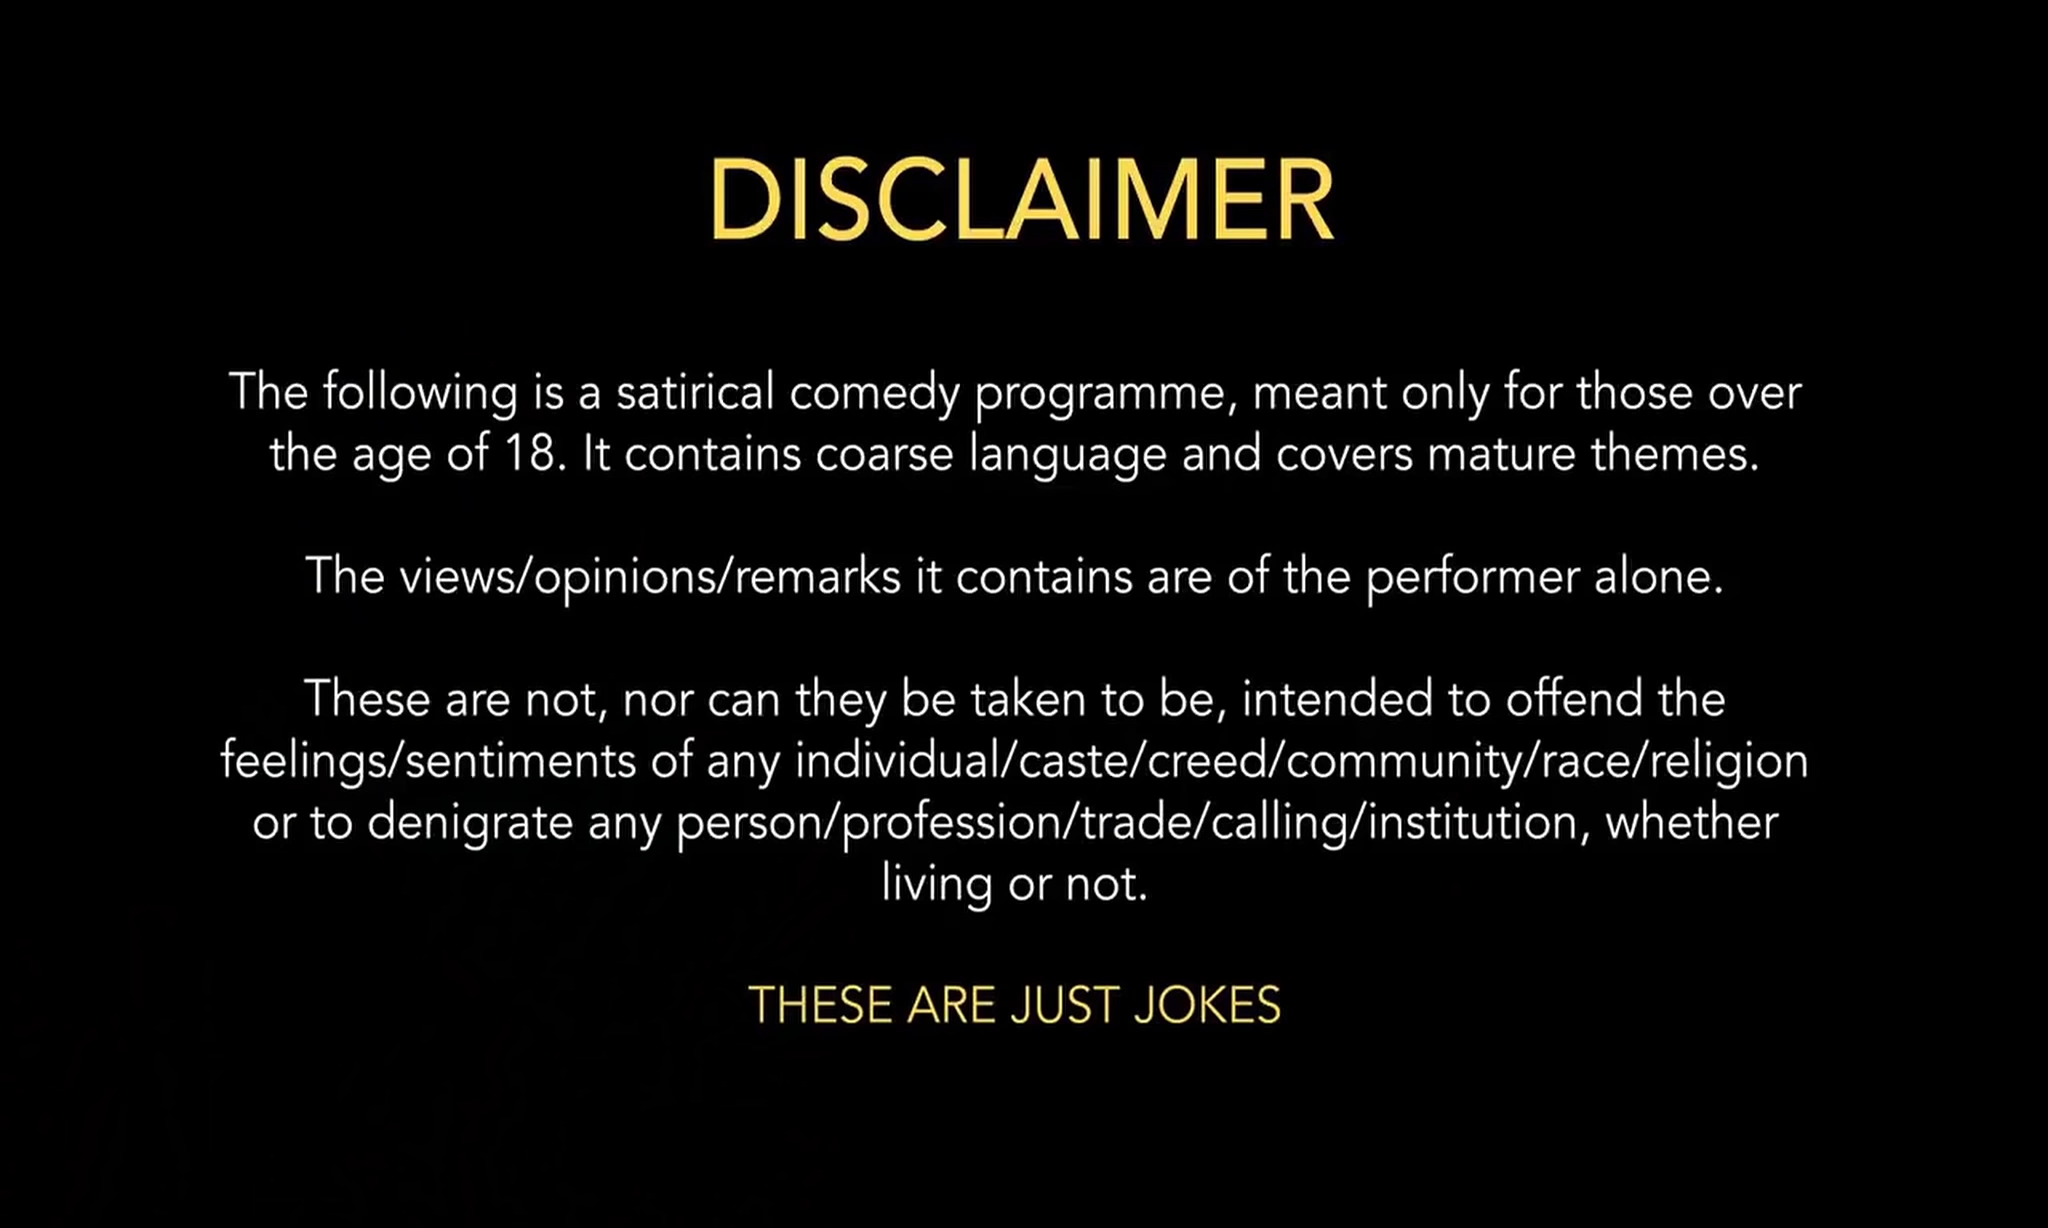 DISCLAIMER
The following is a satirical comedy programme, meant only for those over
the age of 18. It contains coarse language and covers mature themes.
The views/opinions/remarks it contains are of the performer alone.
These are not, nor can they be taken to be, intended to offend the
feelings/sentiments of any individual/caste/creed/community/race/religion
or to denigrate any person/profession/trade/calling/institution, whether
living or not.
THESE ARE JUST JOKES